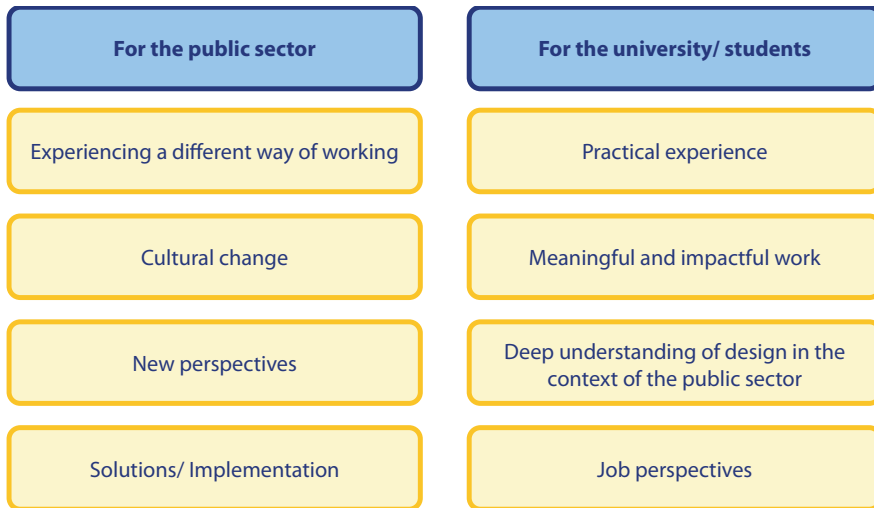 For the public sector
Experiencing a different way of working
Cultural change
New perspectives
Solutions/ Implementation
For the university/ students
Practical experience
Meaningful and impactful work
Deep understanding of design in the
context of the public sector
Job perspectives